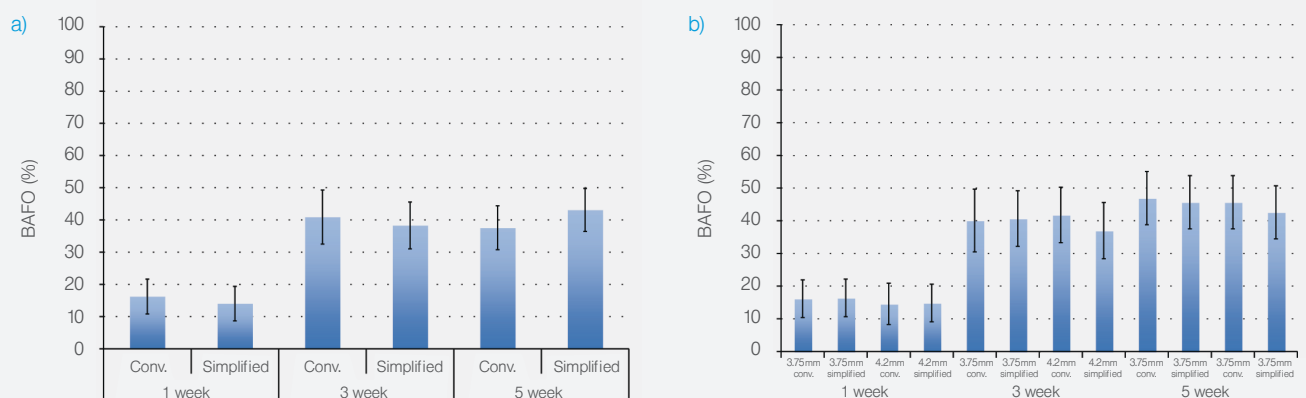 a)
BAFO (%)
100
90
80
70
60
50
40
30
20
10
0
Conv. Simplified Conv. Simplified Conv. Simplified
1 week 3 week 5 week
b)
BAFO (%)
100
90
80
70
60
50
40
30
20
10
0
3.75mm 3.75mm 4.2mm 4.2mm 3.75mm 3.75mm 4.2mm 4.2mm 3.75mm 3.75mm 3.75mm 3.75mm
conv. simplified conv. simplified conv. simplified conv. simplified conv. simplified conv. simplified
1 week 3 week 5 week